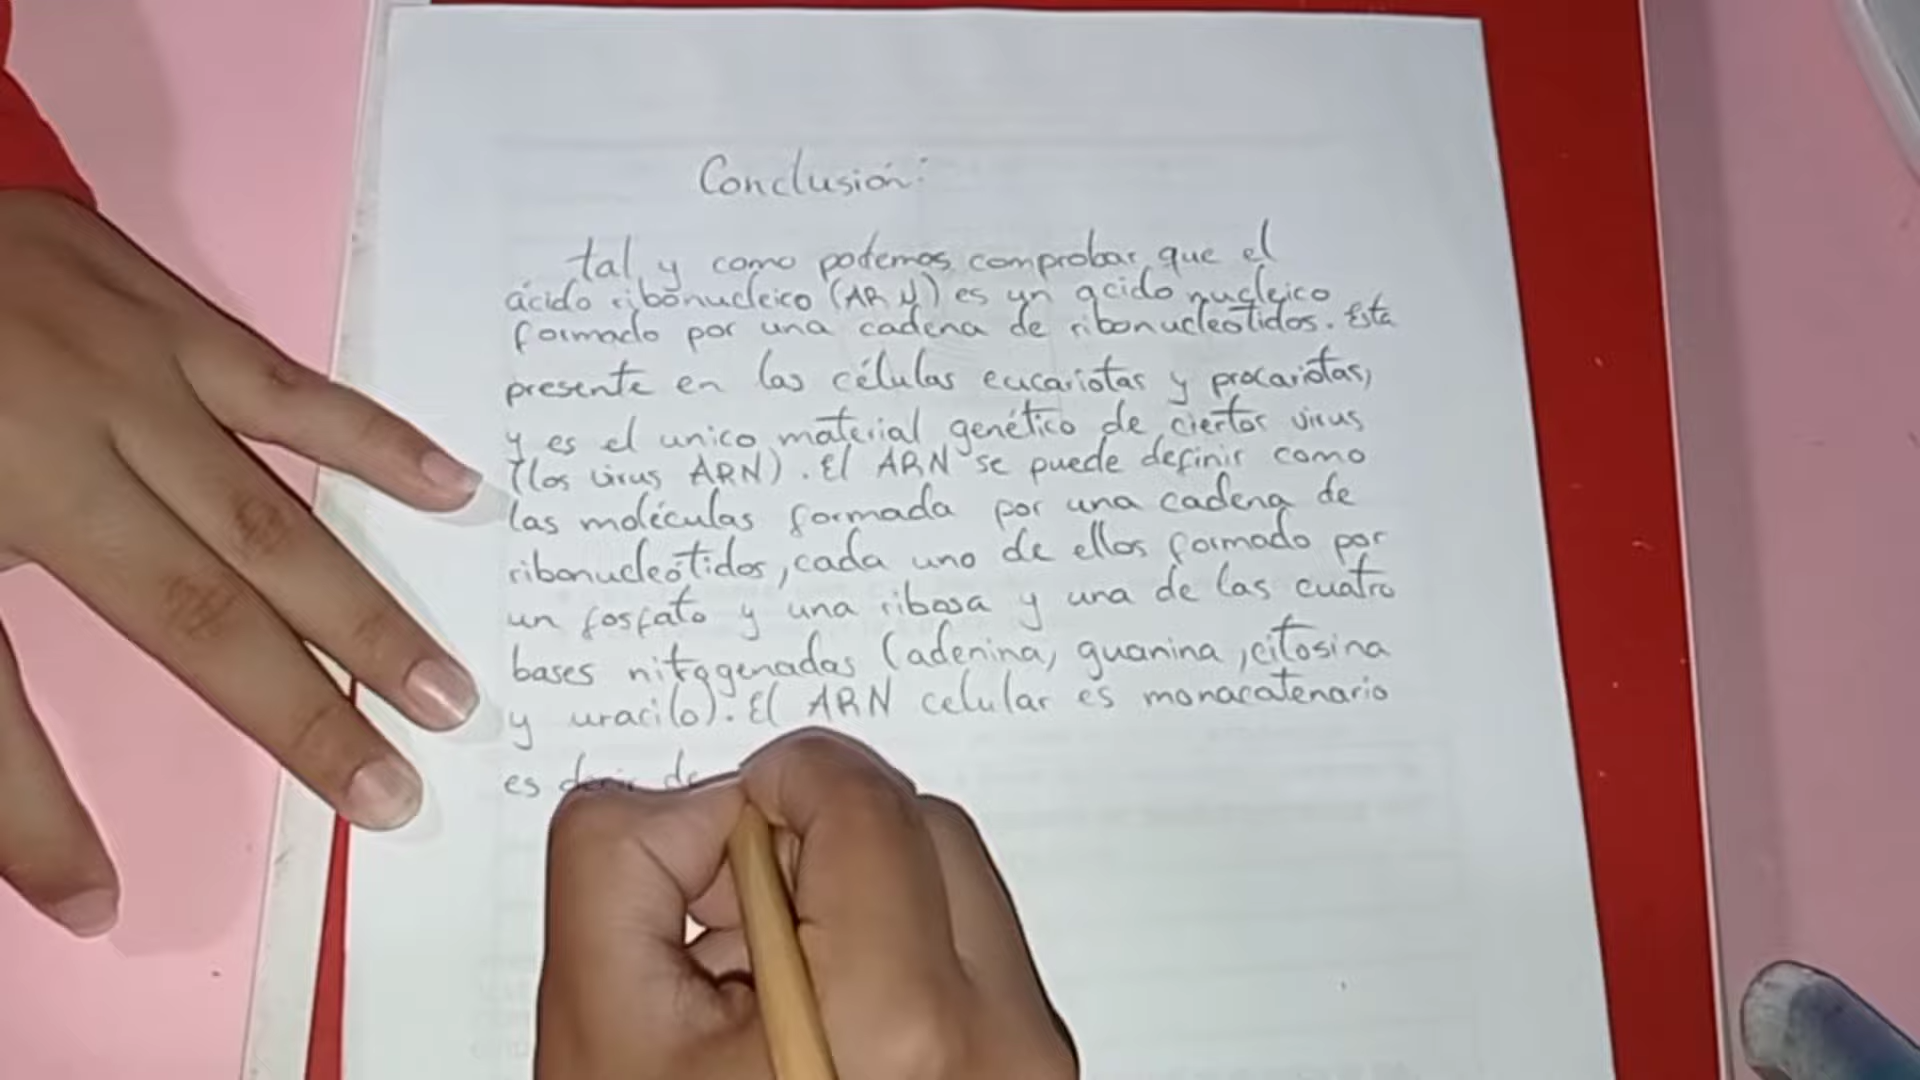 Conclusión:
tal y como podemos comprobar que el
ácido ribonucleico (ARN) es un acido nucleico
formado por una cadena de ribonucleótidos. Esta
presente en las células eucariotas y procariotas,
y es el unico material genético de ciertos virus
(los virus ARN). El ARN se puede definir como
las moléculas formada por una cadena de
ribonucleótidos, cada uno de ellos formado por
un fosfato y una ribosa y una de las cuatro
bases nitrogenadas (adenina, guanina, citosina
y uracilo). El ARN celular es monocatenario
es decir de